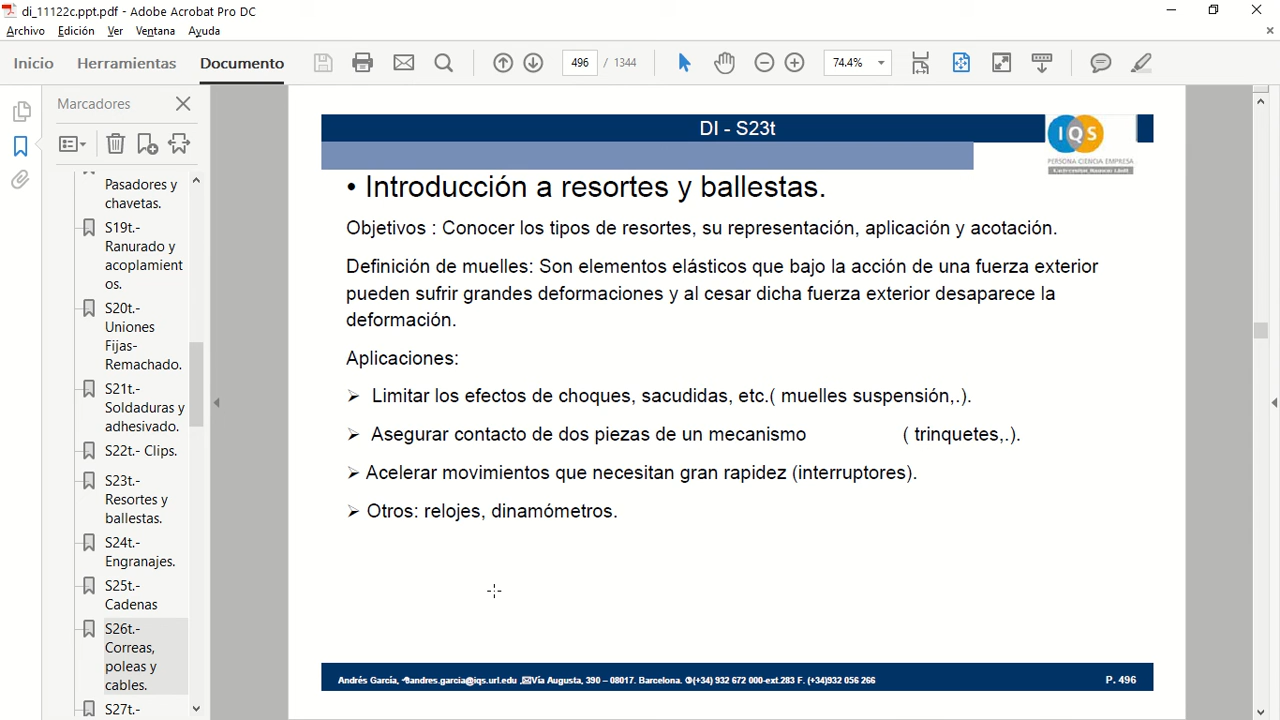 di_11122c.ppt.pdf - Adobe Acrobat Pro DC
Archivo Edición Ver Ventana Ayuda
Inicio Herramientas Documento 496 / 1344 74.4%
Marcadores
Pasadores y
chavetas.
S19t.-
Ranurado y
acoplamient
os.
S20t.-
Uniones
Fijas-
Remachado.
S21t.-
Soldaduras y
adhesivado.
S22t.- Clips.
S23t.-
Resortes y
ballestas.
S24t.-
Engranajes.
S25t.-
Cadenas
S26t.-
Correas,
poleas y
cables.
S27t.-
DI - S23t
IQS
PERSONA CIENCIA EMPRESA
• Introducción a resortes y ballestas.
Objetivos : Conocer los tipos de resortes, su representación, aplicación y acotación.
Definición de muelles: Son elementos elásticos que bajo la acción de una fuerza exterior
pueden sufrir grandes deformaciones y al cesar dicha fuerza exterior desaparece la
deformación.
Aplicaciones:
➢ Limitar los efectos de choques, sacudidas, etc.( muelles suspensión,.).
➢ Asegurar contacto de dos piezas de un mecanismo ( trinquetes,.).
➢ Acelerar movimientos que necesitan gran rapidez (interruptores).
➢ Otros: relojes, dinamómetros.
Andrés García, andres.garcia@iqs.url.edu ,✉Vía Augusta, 390 – 08017. Barcelona. (+34) 932 672 000-ext.283 F. (+34)932 056 266
P. 496